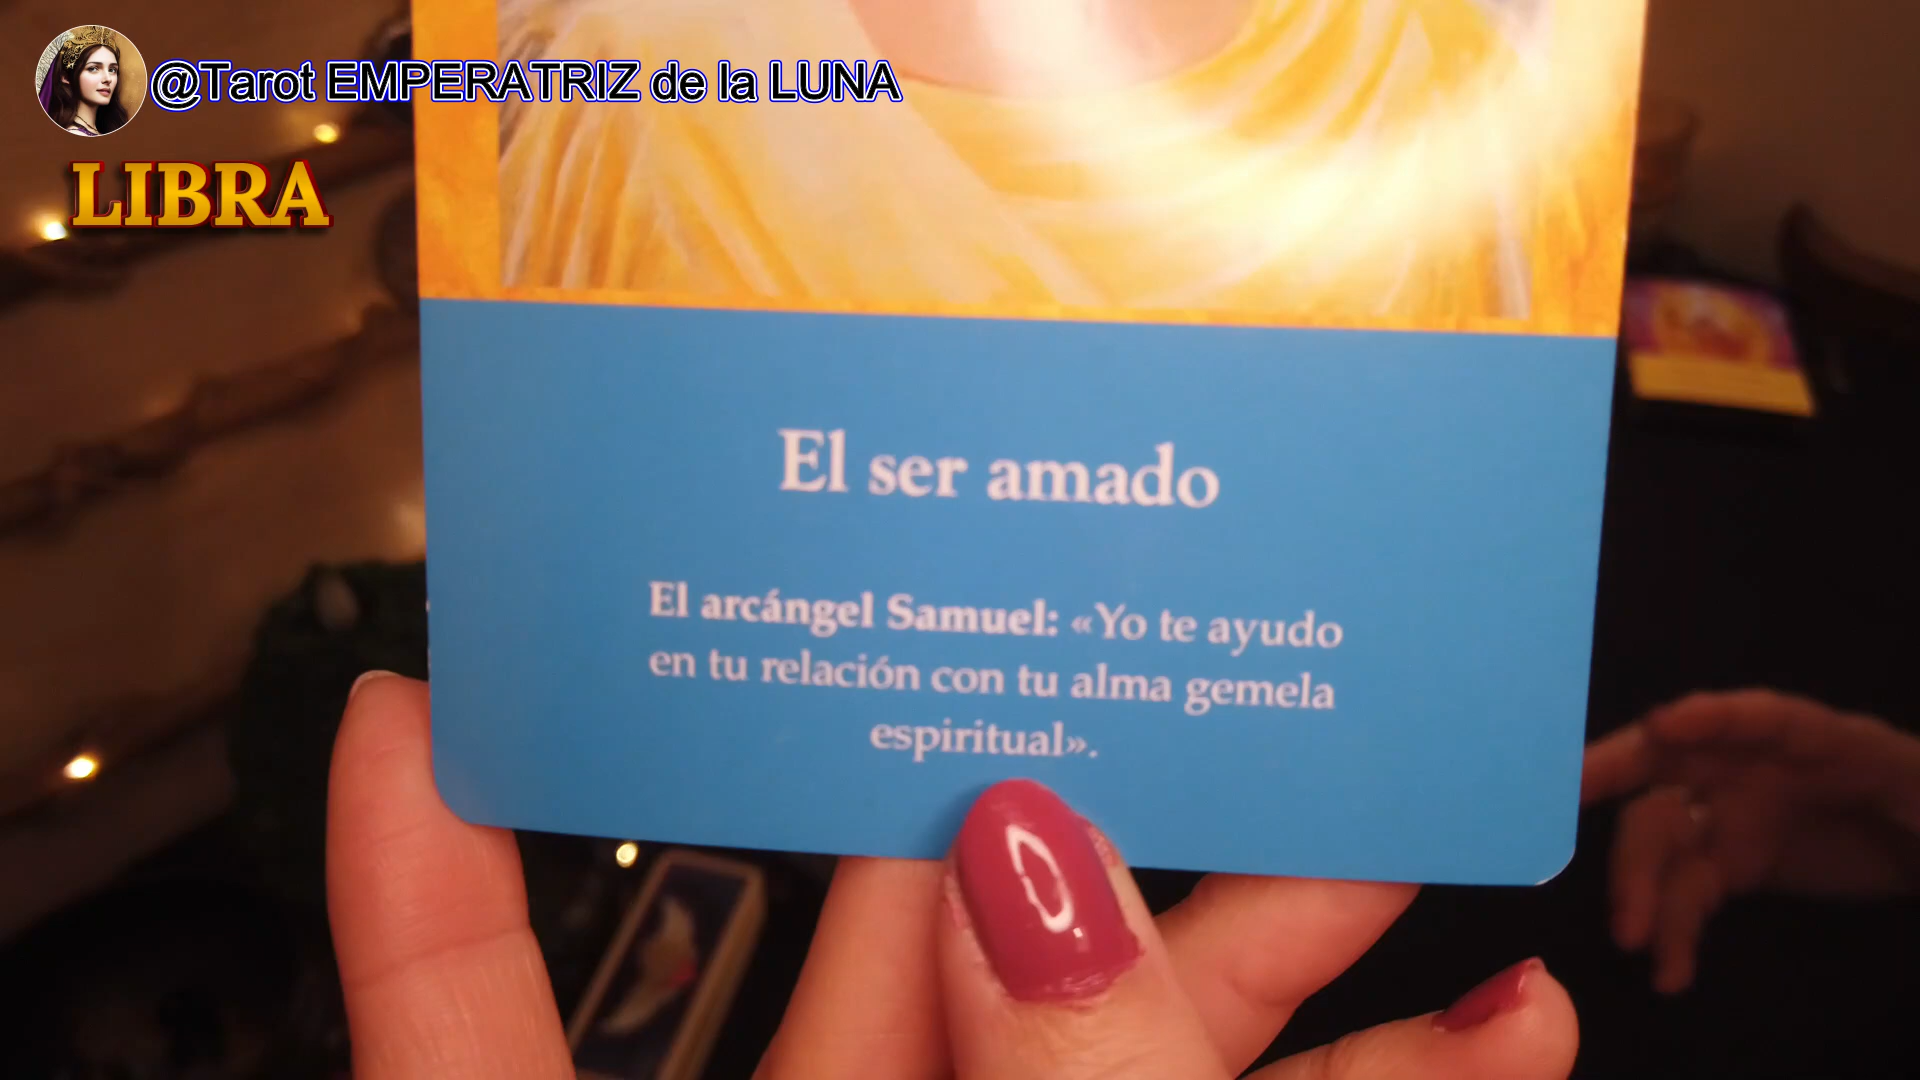 @Tarot EMPERATRIZ de la LUNA
LIBRA
El ser amado
El arcángel Samuel: «Yo te ayudo
en tu relación con tu alma gemela
espiritual».